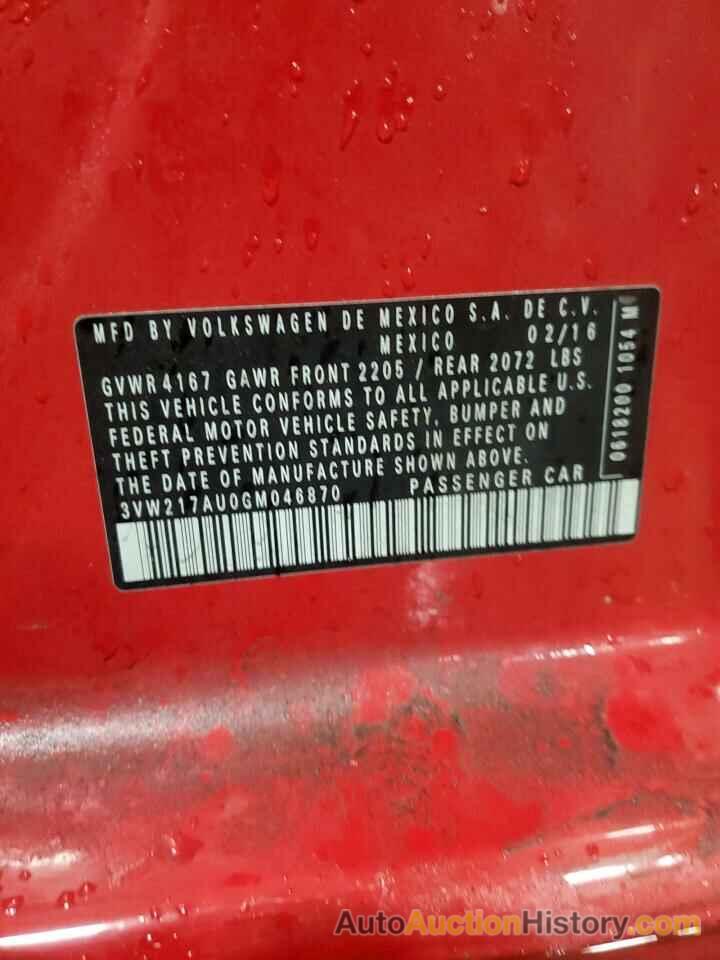 MFD BY VOLKSWAGEN DE MEXICO S.A. DE C.V.
MEXICO 02/16
GVWR 4167 GAWR FRONT 2205 / REAR 2072 LBS
THIS VEHICLE CONFORMS TO ALL APPLICABLE U.S.
FEDERAL MOTOR VEHICLE SAFETY, BUMPER AND
THEFT PREVENTION STANDARDS IN EFFECT ON
THE DATE OF MANUFACTURE SHOWN ABOVE.
3VW217AU0GM046870 PASSENGER CAR
0618200 1054 M
AutoAuctionHistory.com